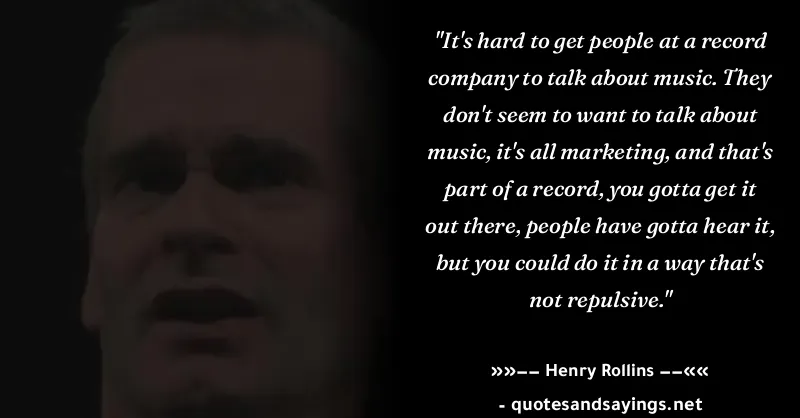 "It's hard to get people at a record
company to talk about music. They
don't seem to want to talk about
music, it's all marketing, and that's
part of a record, you gotta get it
out there, people have gotta hear it,
but you could do it in a way that's
not repulsive."
»»−− Henry Rollins −−««
- quotesandsayings.net